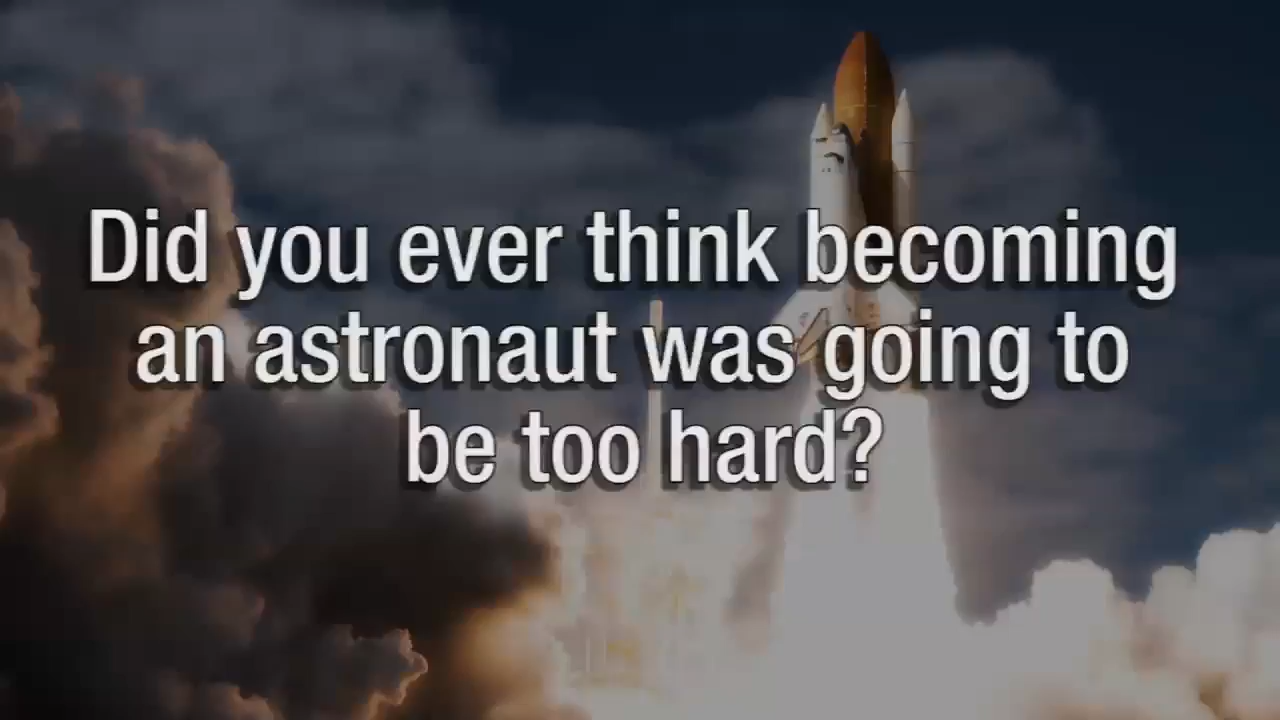 Did you ever think becoming
an astronaut was going to
be too hard?